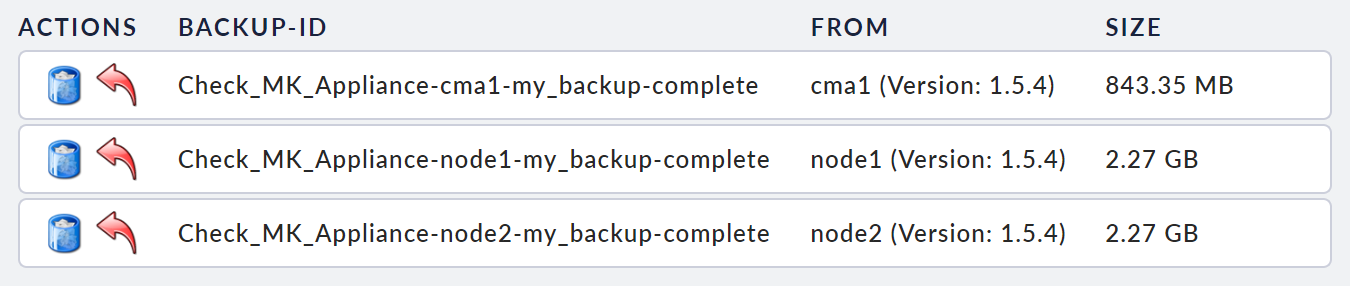 ACTIONS BACKUP-ID FROM SIZE
Check_MK_Appliance-cma1-my_backup-complete cma1 (Version: 1.5.4) 843.35 MB
Check_MK_Appliance-node1-my_backup-complete node1 (Version: 1.5.4) 2.27 GB
Check_MK_Appliance-node2-my_backup-complete node2 (Version: 1.5.4) 2.27 GB